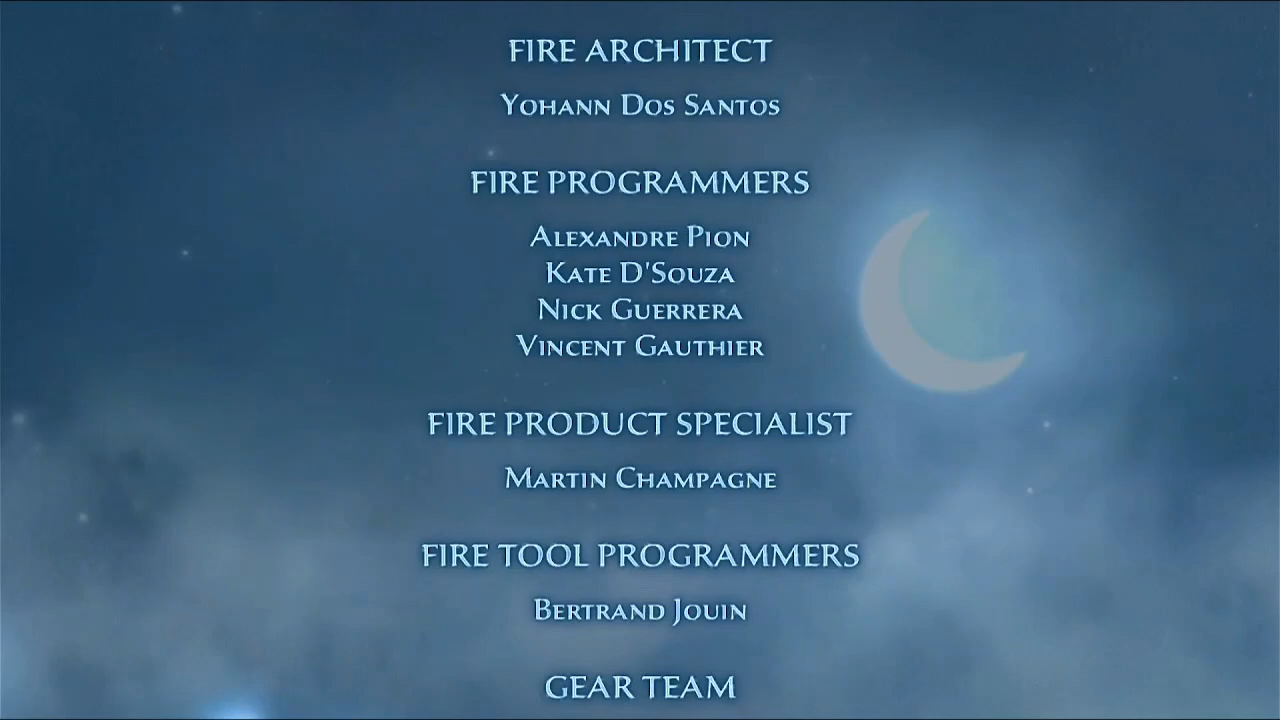 FIRE ARCHITECT
Yohann Dos Santos
FIRE PROGRAMMERS
Alexandre Pion
Kate D'Souza
Nick Guerrera
Vincent Gauthier
FIRE PRODUCT SPECIALIST
Martin Champagne
FIRE TOOL PROGRAMMERS
Bertrand Jouin
GEAR TEAM